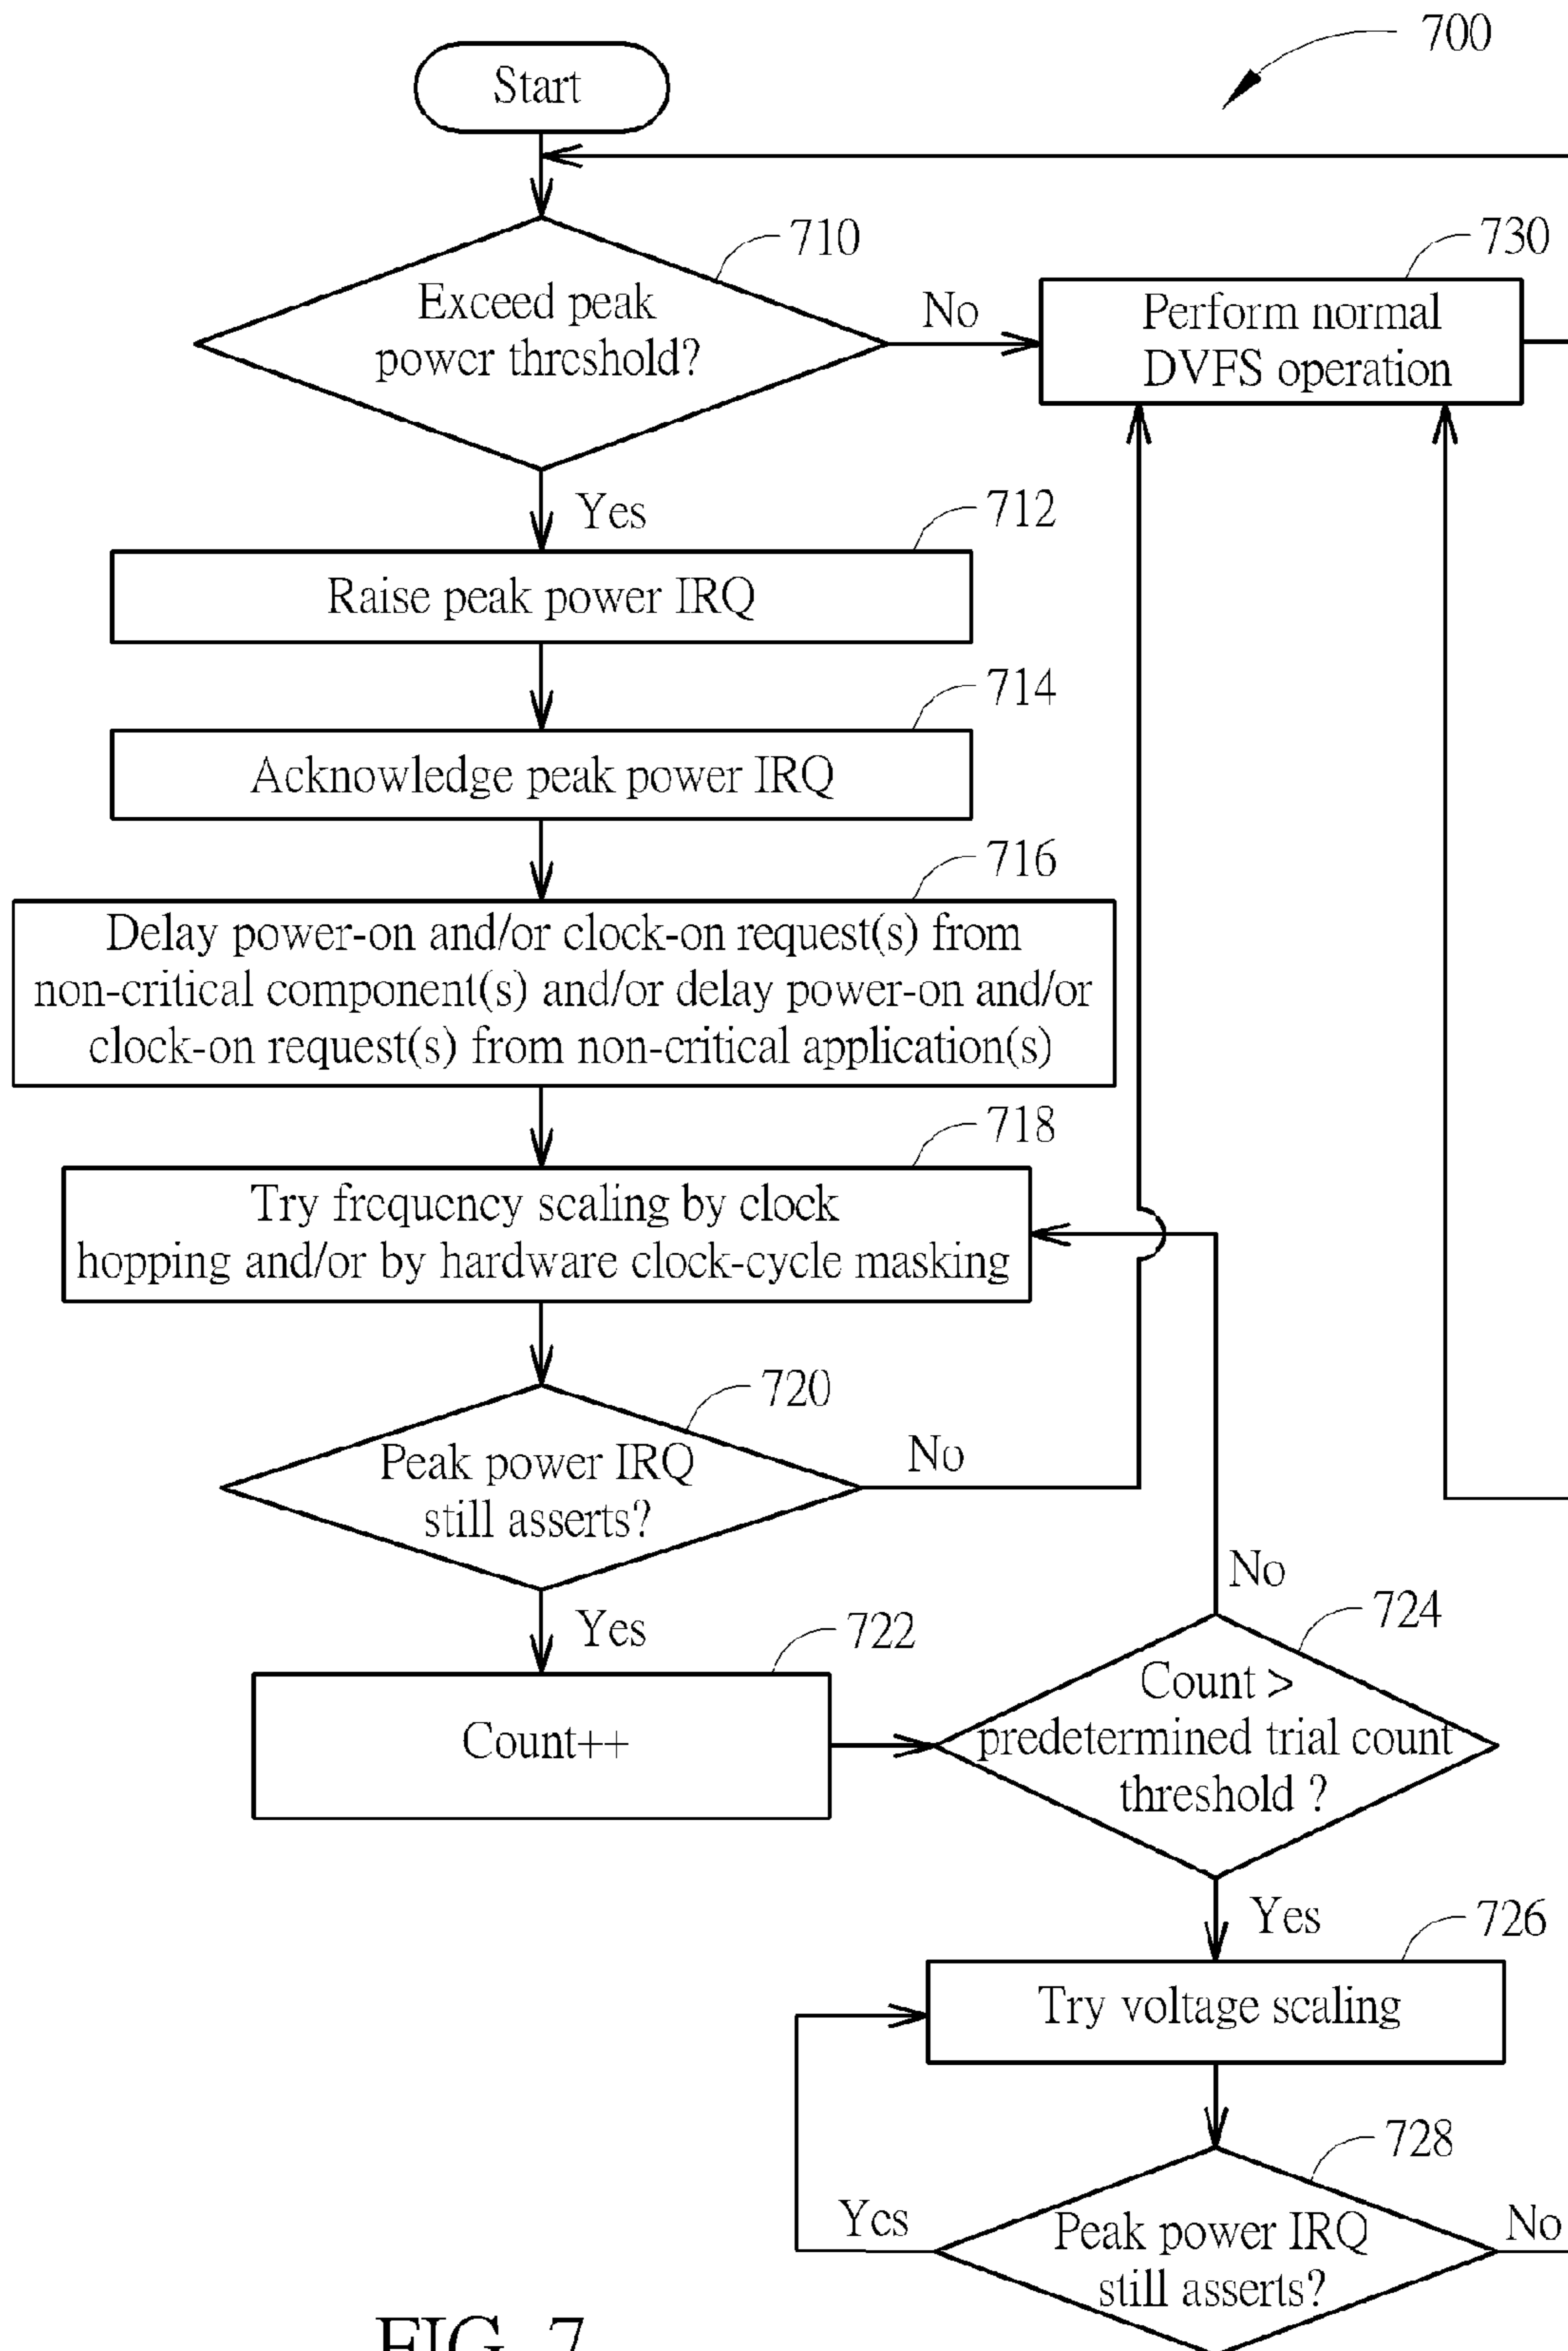 700
Start
710
Exceed peak
power threshold?
No
730
Perform normal
DVFS operation
Yes
712
Raise peak power IRQ
714
Acknowledge peak power IRQ
716
Delay power-on and/or clock-on request(s) from
non-critical component(s) and/or delay power-on and/or
clock-on request(s) from non-critical application(s)
718
Try frequency scaling by clock
hopping and/or by hardware clock-cycle masking
720
Peak power IRQ
still asserts?
No
Yes
722
Count++
No
724
Count >
predetermined trial count
threshold ?
Yes
726
Try voltage scaling
728
Peak power IRQ
still asserts?
Yes
No
FIG. 7